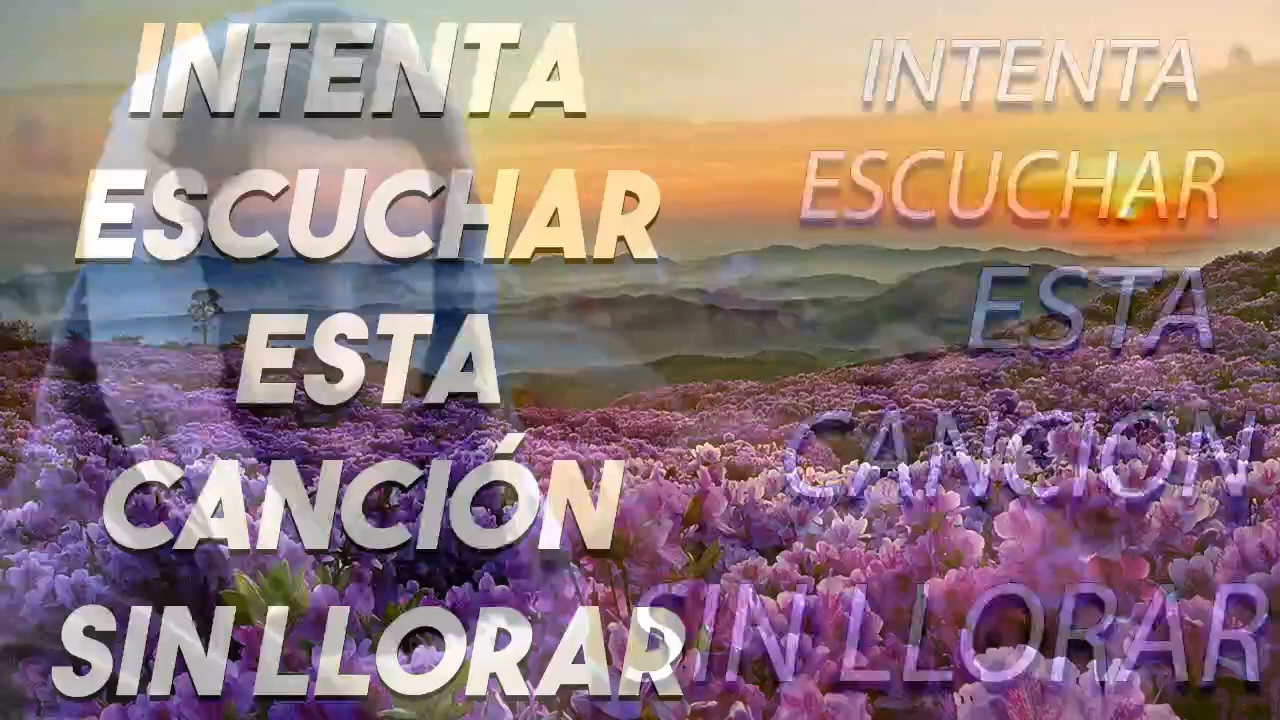 INTENTA
ESCUCHAR
ESTA
CANCIÓN
SIN LLORAR
INTENTA
ESCUCHAR
ESTA
CANCIÓN
SIN LLORAR